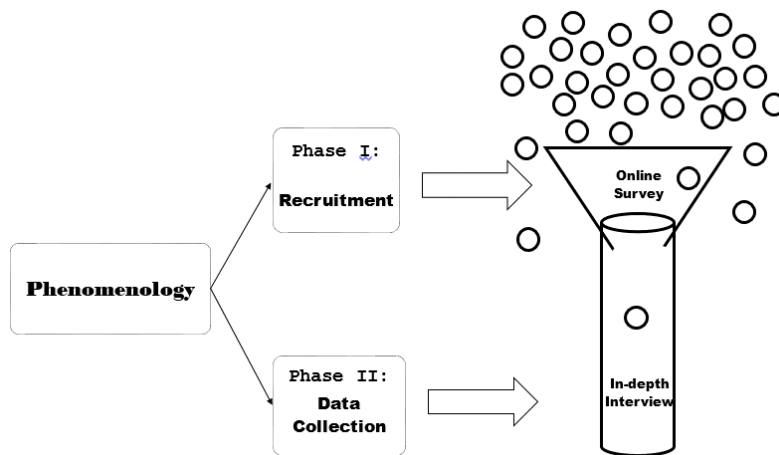 Phenomenology
Phase I:
Recruitment
Phase II:
Data
Collection
Online
Survey
In-depth
Interview